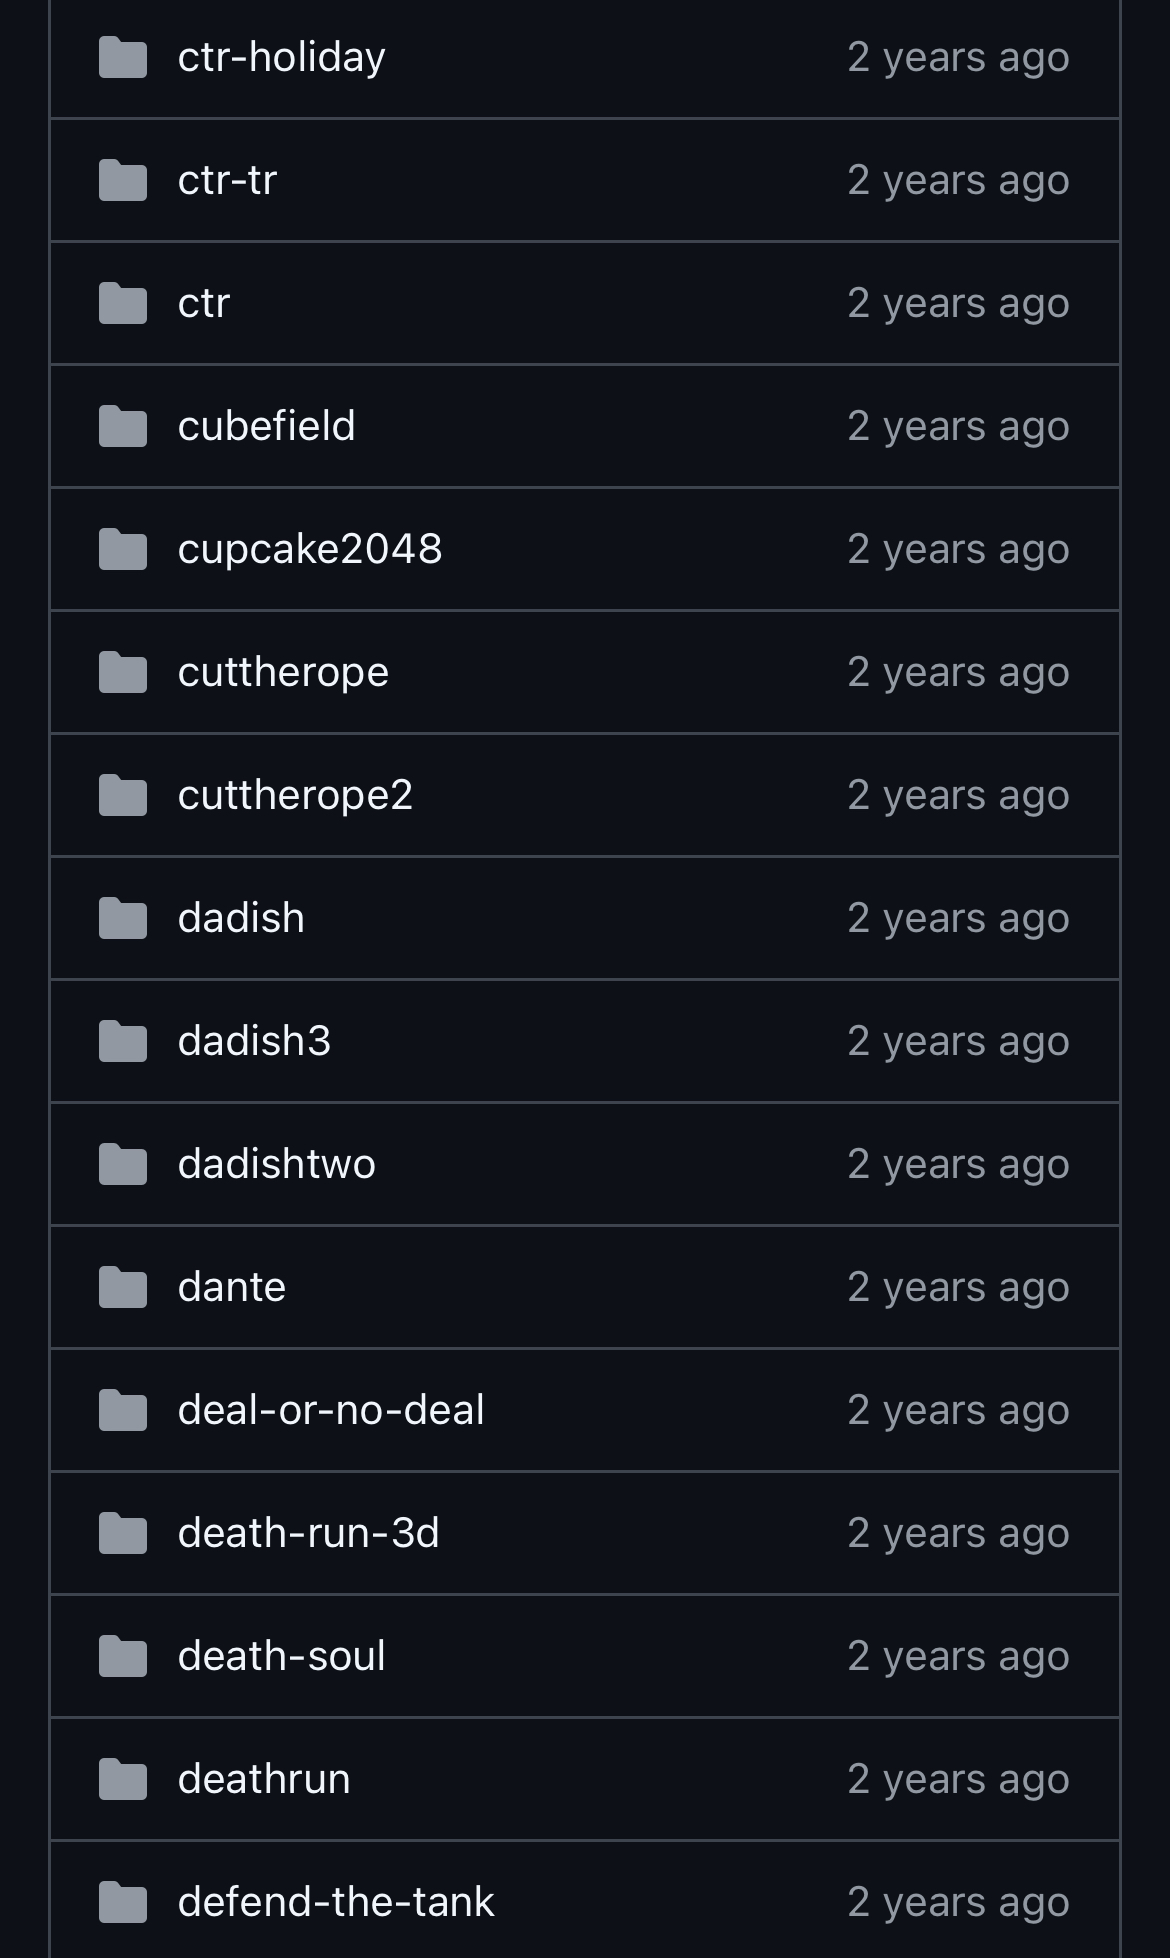 ctr-holiday 2 years ago
ctr-tr 2 years ago
ctr 2 years ago
cubefield 2 years ago
cupcake2048 2 years ago
cuttherope 2 years ago
cuttherope2 2 years ago
dadish 2 years ago
dadish3 2 years ago
dadishtwo 2 years ago
dante 2 years ago
deal-or-no-deal 2 years ago
death-run-3d 2 years ago
death-soul 2 years ago
deathrun 2 years ago
defend-the-tank 2 years ago